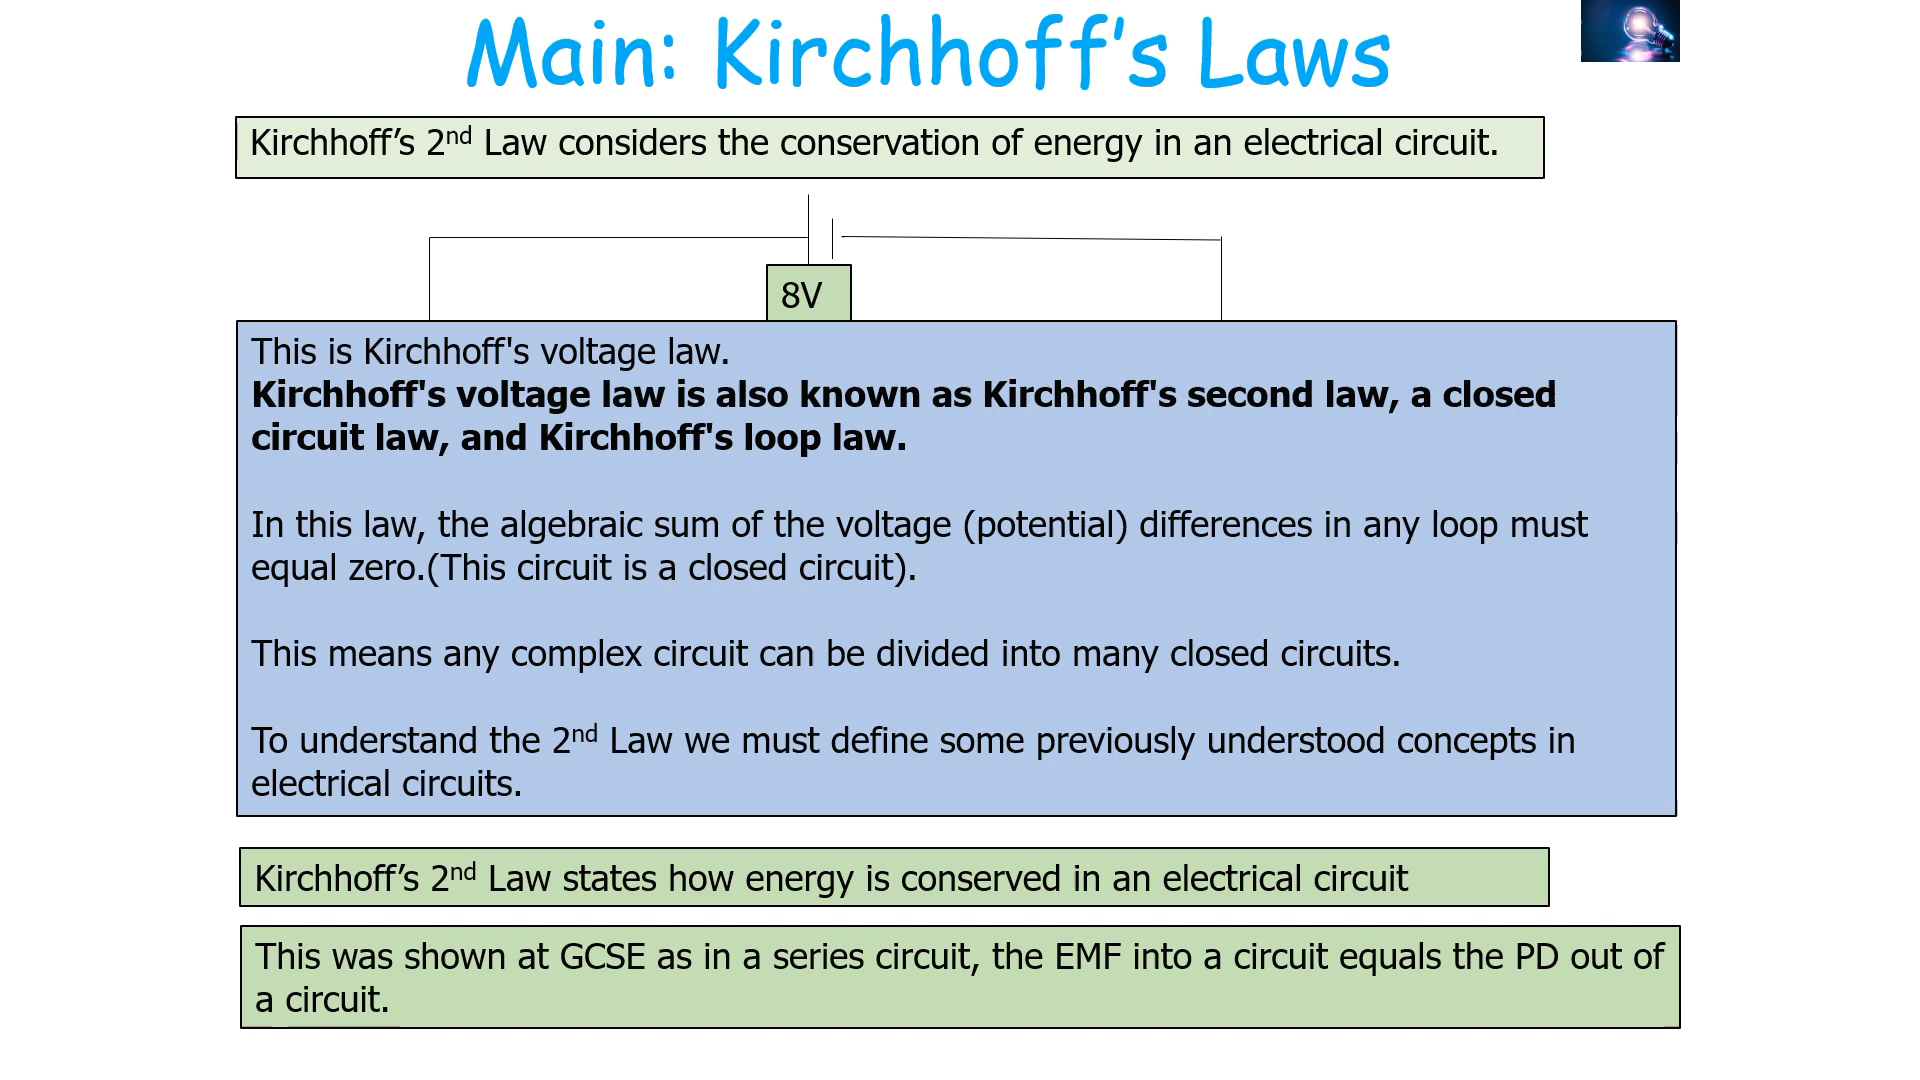 Main: Kirchhoff’s Laws
Kirchhoff’s 2nd Law considers the conservation of energy in an electrical circuit.
8V
This is Kirchhoff's voltage law.
Kirchhoff's voltage law is also known as Kirchhoff's second law, a closed
circuit law, and Kirchhoff's loop law.
In this law, the algebraic sum of the voltage (potential) differences in any loop must
equal zero.(This circuit is a closed circuit).
This means any complex circuit can be divided into many closed circuits.
To understand the 2nd Law we must define some previously understood concepts in
electrical circuits.
Kirchhoff’s 2nd Law states how energy is conserved in an electrical circuit
This was shown at GCSE as in a series circuit, the EMF into a circuit equals the PD out of
a circuit.